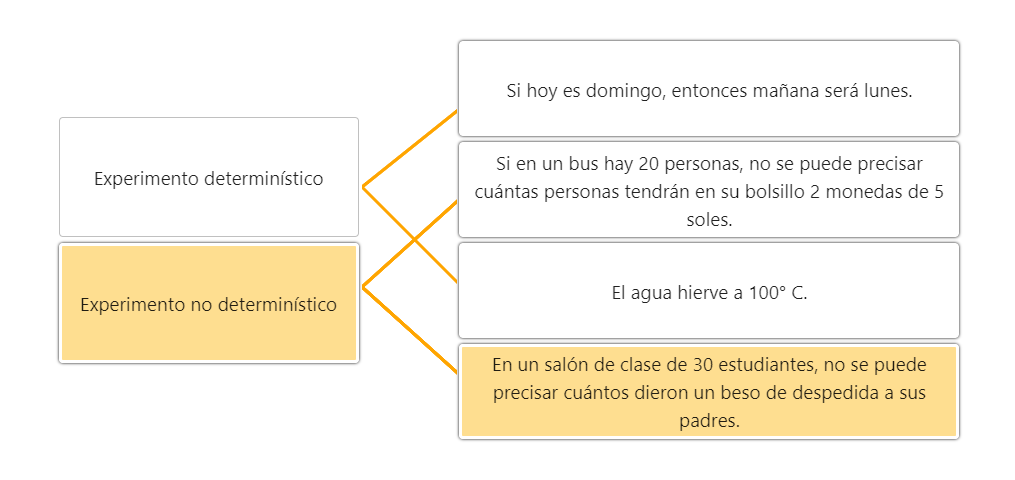 Experimento determinístico
Experimento no determinístico
Si hoy es domingo, entonces mañana será lunes.
Si en un bus hay 20 personas, no se puede precisar
cuántas personas tendrán en su bolsillo 2 monedas de 5
soles.
El agua hierve a 100° C.
En un salón de clase de 30 estudiantes, no se puede
precisar cuántos dieron un beso de despedida a sus
padres.